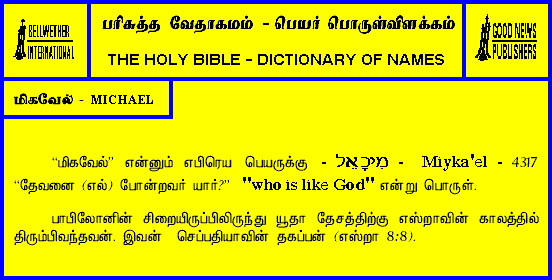 BELLWETHER
INTERNATIONAL
பரிசுத்த வேதாகமம் - பெயர் பொருள்விளக்கம்
THE HOLY BIBLE - DICTIONARY OF NAMES
GOOD NEWS
PUBLISHERS
மிகவேல் - MICHAEL
“மிகவேல்” என்னும் எபிரெய பெயருக்கு - מִיכָאֵל - Miyka'el - 4317
“தேவனை (எல்) போன்றவர் யார்?” "who is like God" என்று பொருள்.
பாபிலோனின் சிறையிருப்பிலிருந்து யூதா தேசத்திற்கு எஸ்றாவின் காலத்தில்
திரும்பிவந்தவன். இவன் செப்பதியாவின் தகப்பன் (எஸ்றா 8:8).